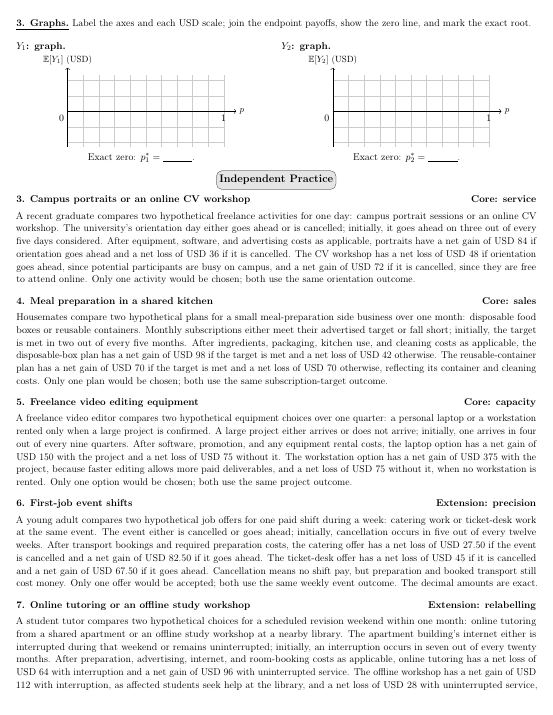 3. Graphs. Label the axes and each USD scale; join the endpoint payoffs, show the zero line, and mark the exact root.
Y1: graph.
E[Y1] (USD)
0
1
p
Exact zero: p*1 = ______.
Y2: graph.
E[Y2] (USD)
0
1
p
Exact zero: p*2 = ______.
Independent Practice
3. Campus portraits or an online CV workshop Core: service
A recent graduate compares two hypothetical freelance activities for one day: campus portrait sessions or an online CV
workshop. The university's orientation day either goes ahead or is cancelled; initially, it goes ahead on three out of every
five days considered. After equipment, software, and advertising costs as applicable, portraits have a net gain of USD 84 if
orientation goes ahead and a net loss of USD 36 if it is cancelled. The CV workshop has a net loss of USD 48 if orientation
goes ahead, since potential participants are busy on campus, and a net gain of USD 72 if it is cancelled, since they are free
to attend online. Only one activity would be chosen; both use the same orientation outcome.
4. Meal preparation in a shared kitchen Core: sales
Housemates compare two hypothetical plans for a small meal-preparation side business over one month: disposable food
boxes or reusable containers. Monthly subscriptions either meet their advertised target or fall short; initially, the target
is met in two out of every five months. After ingredients, packaging, kitchen use, and cleaning costs as applicable, the
disposable-box plan has a net gain of USD 98 if the target is met and a net loss of USD 42 otherwise. The reusable-container
plan has a net gain of USD 70 if the target is met and a net loss of USD 70 otherwise, reflecting its container and cleaning
costs. Only one plan would be chosen; both use the same subscription-target outcome.
5. Freelance video editing equipment Core: capacity
A freelance video editor compares two hypothetical equipment choices over one quarter: a personal laptop or a workstation
rented only when a large project is confirmed. A large project either arrives or does not arrive; initially, one arrives in four
out of every nine quarters. After software, promotion, and any equipment rental costs, the laptop option has a net gain of
USD 150 with the project and a net loss of USD 75 without it. The workstation option has a net gain of USD 375 with the
project, because faster editing allows more paid deliverables, and a net loss of USD 75 without it, when no workstation is
rented. Only one option would be chosen; both use the same project outcome.
6. First-job event shifts Extension: precision
A young adult compares two hypothetical job offers for one paid shift during a week: catering work or ticket-desk work
at the same event. The event either is cancelled or goes ahead; initially, cancellation occurs in five out of every twelve
weeks. After transport bookings and required preparation costs, the catering offer has a net loss of USD 27.50 if the event
is cancelled and a net gain of USD 82.50 if it goes ahead. The ticket-desk offer has a net loss of USD 45 if it is cancelled
and a net gain of USD 67.50 if it goes ahead. Cancellation means no shift pay, but preparation and booked transport still
cost money. Only one offer would be accepted; both use the same weekly event outcome. The decimal amounts are exact.
7. Online tutoring or an offline study workshop Extension: relabelling
A student tutor compares two hypothetical choices for a scheduled revision weekend within one month: online tutoring
from a shared apartment or an offline study workshop at a nearby library. The apartment building's internet either is
interrupted during that weekend or remains uninterrupted; initially, an interruption occurs in seven out of every twenty
months. After preparation, advertising, internet, and room-booking costs as applicable, online tutoring has a net loss of
USD 64 with interruption and a net gain of USD 96 with uninterrupted service. The offline workshop has a net gain of USD
112 with interruption, as affected students seek help at the library, and a net loss of USD 28 with uninterrupted service,